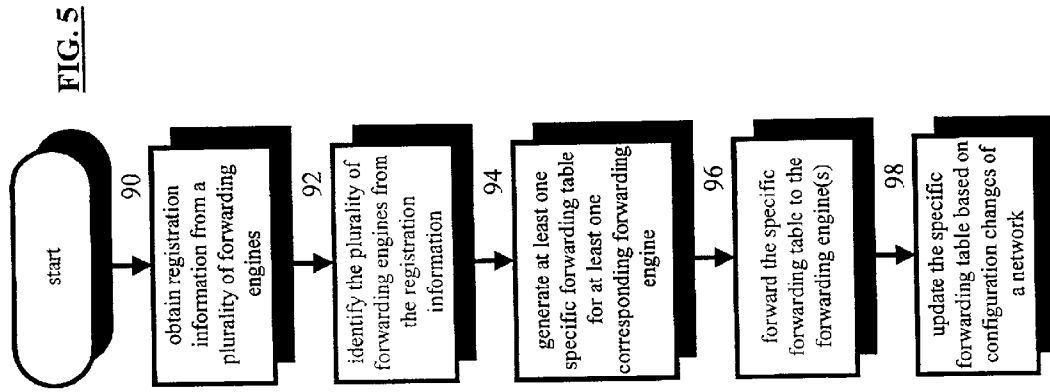 FIG. 5
start
90
obtain registration
information from a
plurality of forwarding
engines
92
identify the plurality of
forwarding engines from
the registration
information
94
generate at least one
specific forwarding table
for at least one
corresponding forwarding
engine
96
forward the specific
forwarding table to the
forwarding engine(s)
98
update the specific
forwarding table based on
configuration changes of
a network